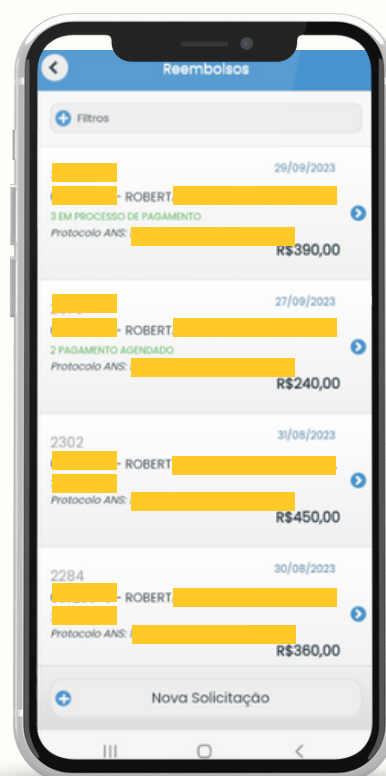 Reembolsos
Filtros
29/09/2023
- ROBERT
3 EM PROCESSO DE PAGAMENTO
Protocolo ANS:
R$390,00
27/09/2023
- ROBERT
2 PAGAMENTO AGENDADO
Protocolo ANS:
R$240,00
2302
31/08/2023
- ROBERT
Protocolo ANS:
R$450,00
2284
30/08/2023
- ROBERT
Protocolo ANS:
R$360,00
Nova Solicitação